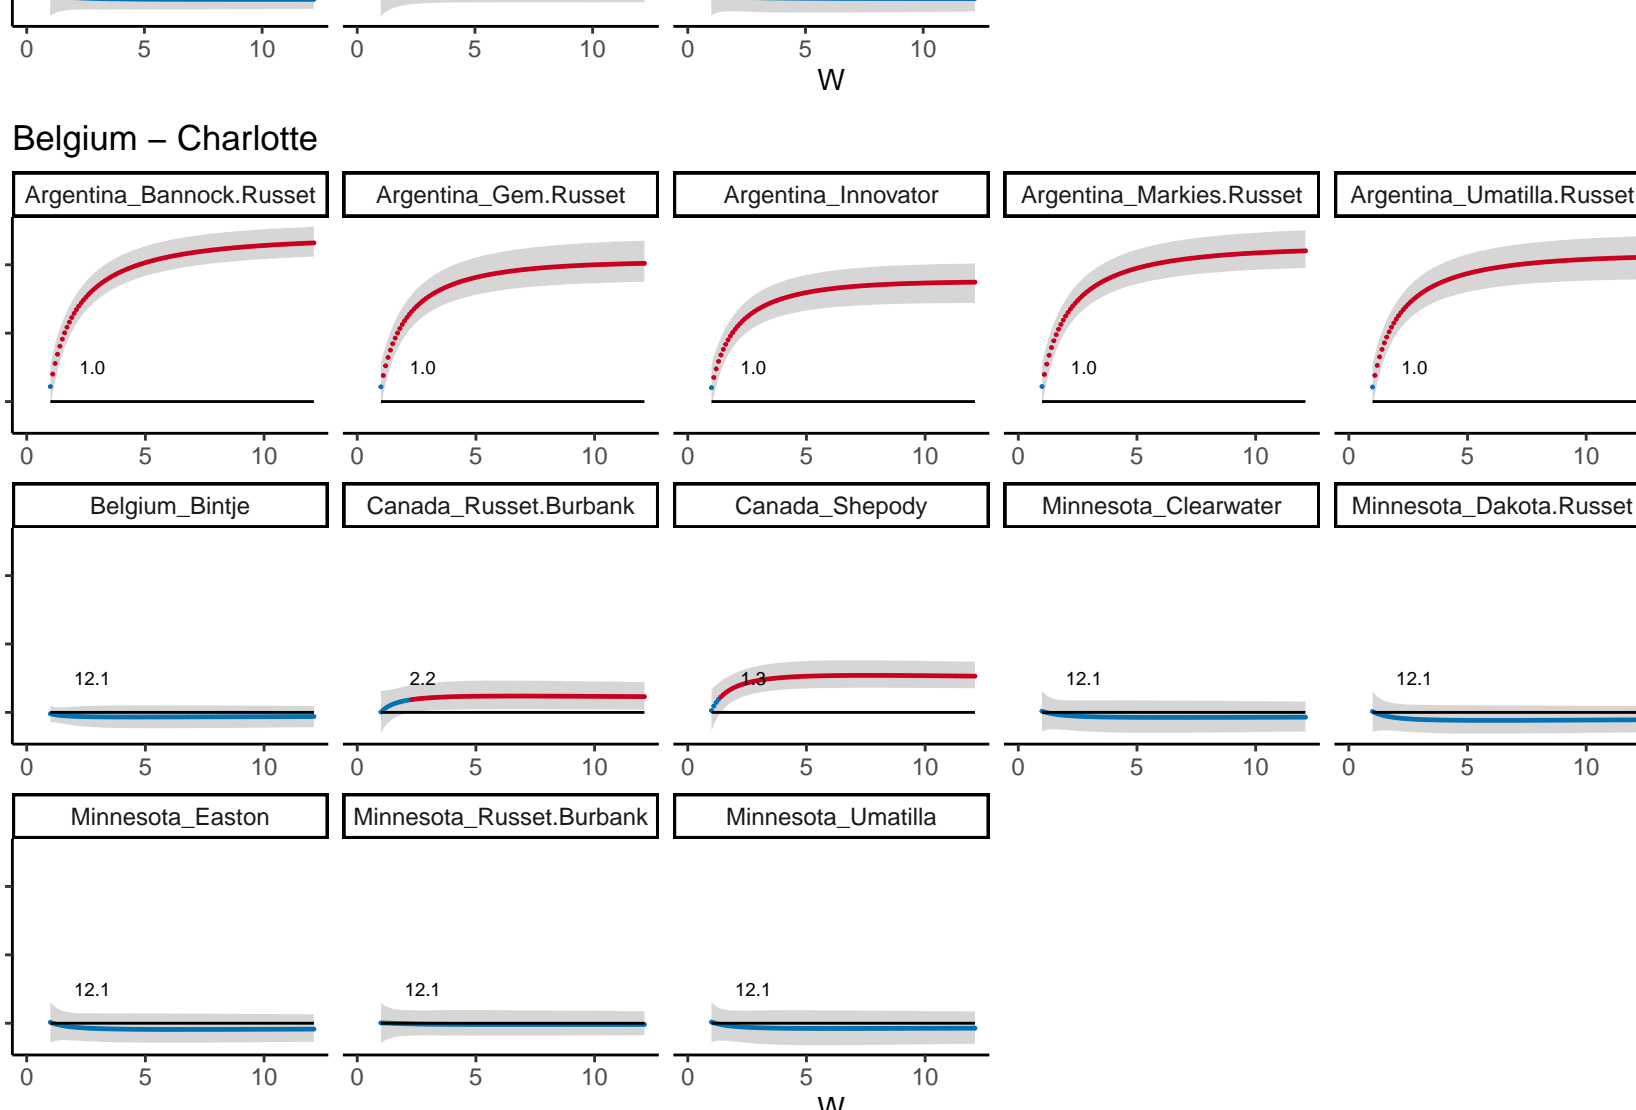 0 5 10 0 5 10 0 5 10
W
Belgium – Charlotte
Argentina_Bannock.Russet Argentina_Gem.Russet Argentina_Innovator Argentina_Markies.Russet Argentina_Umatilla.Russet
1.0 1.0 1.0 1.0 1.0
0 5 10 0 5 10 0 5 10 0 5 10 0 5 10
Belgium_Bintje Canada_Russet.Burbank Canada_Shepody Minnesota_Clearwater Minnesota_Dakota.Russet
12.1 2.2 1.3 12.1 12.1
0 5 10 0 5 10 0 5 10 0 5 10 0 5 10
Minnesota_Easton Minnesota_Russet.Burbank Minnesota_Umatilla
12.1 12.1 12.1
0 5 10 0 5 10 0 5 10
W